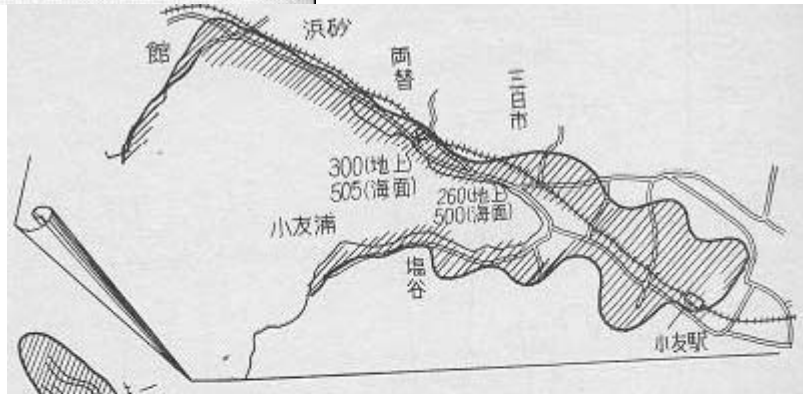 浜砂
館
両替
三日市
300(地上)
505(海面)
260(地上)
500(海面)
小友浦
塩谷
小友駅